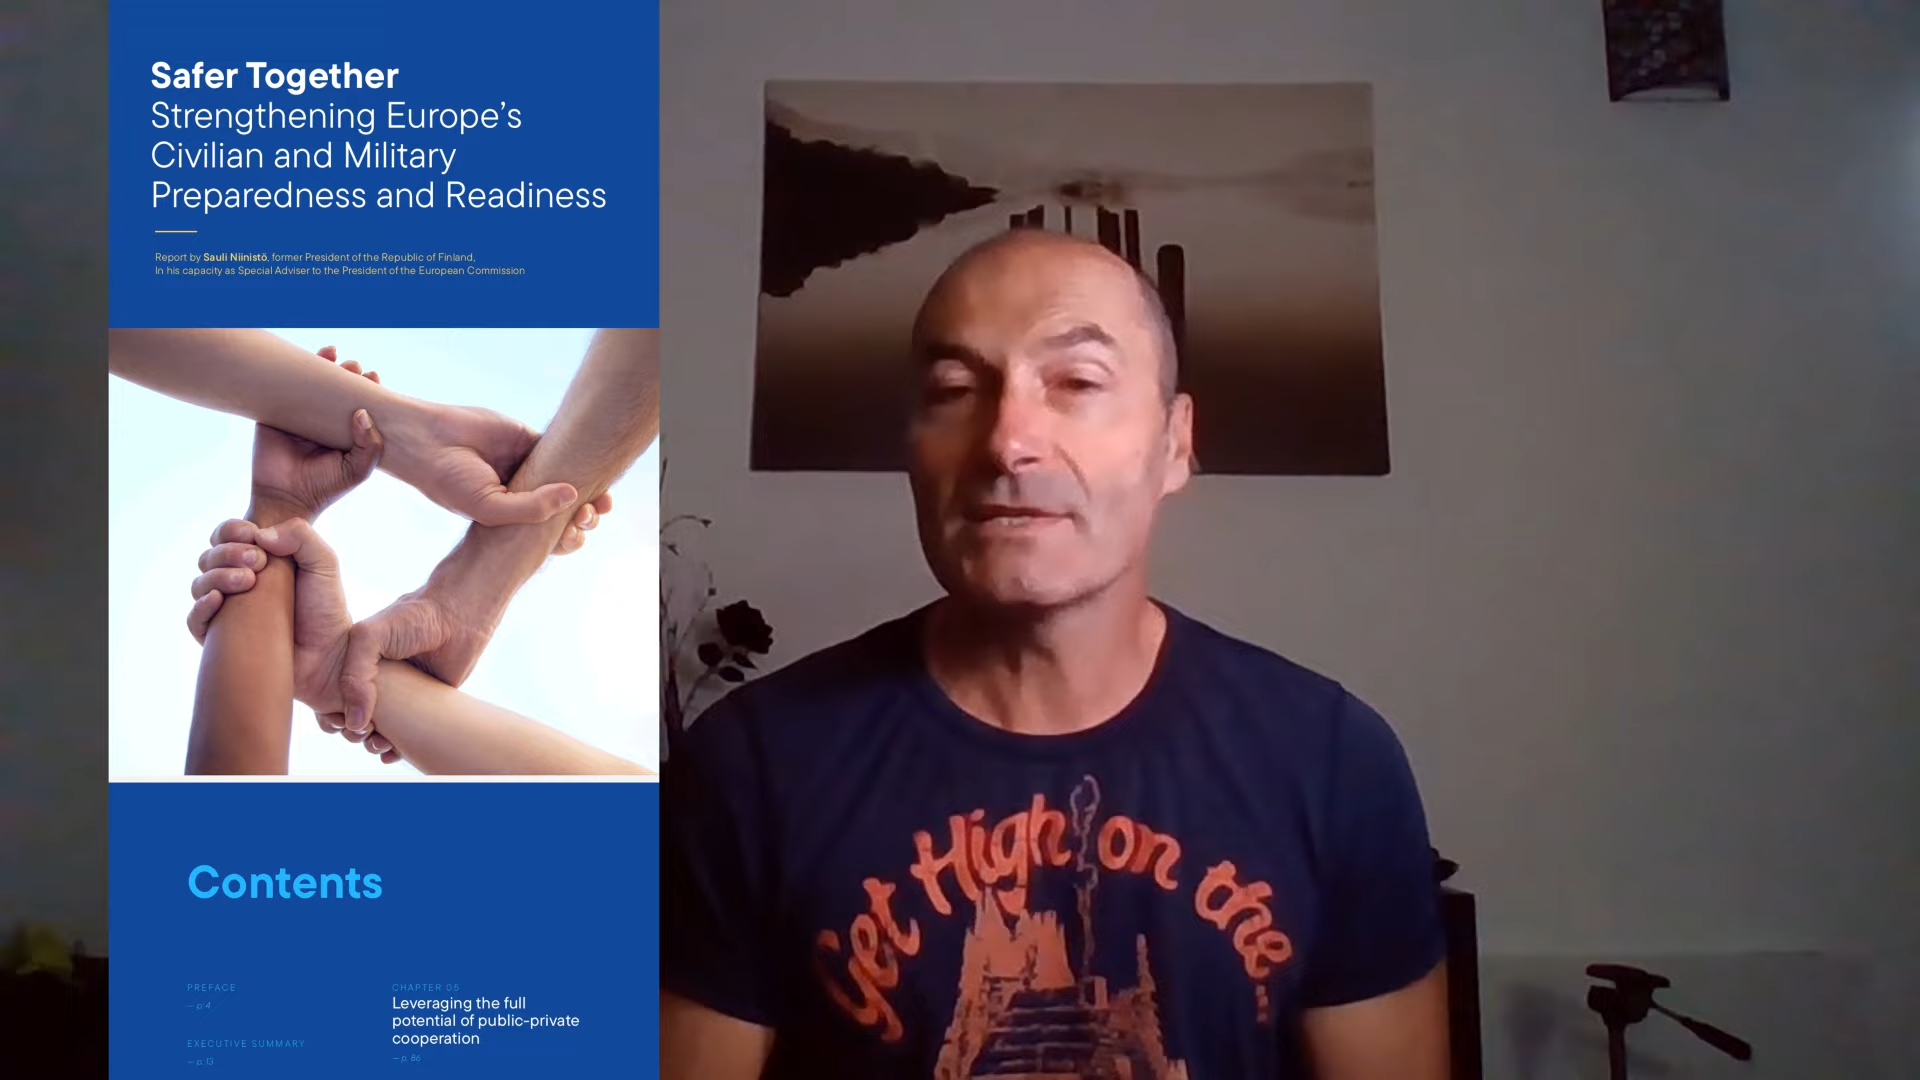 Safer Together
Strengthening Europe’s
Civilian and Military
Preparedness and Readiness
Report by Sauli Niinistö, former President of the Republic of Finland,
In his capacity as Special Adviser to the President of the European Commission
Contents
PREFACE
— p. 4
EXECUTIVE SUMMARY
— p. 13
CHAPTER 05
Leveraging the full
potential of public-private
cooperation
— p. 86
Get High on the...